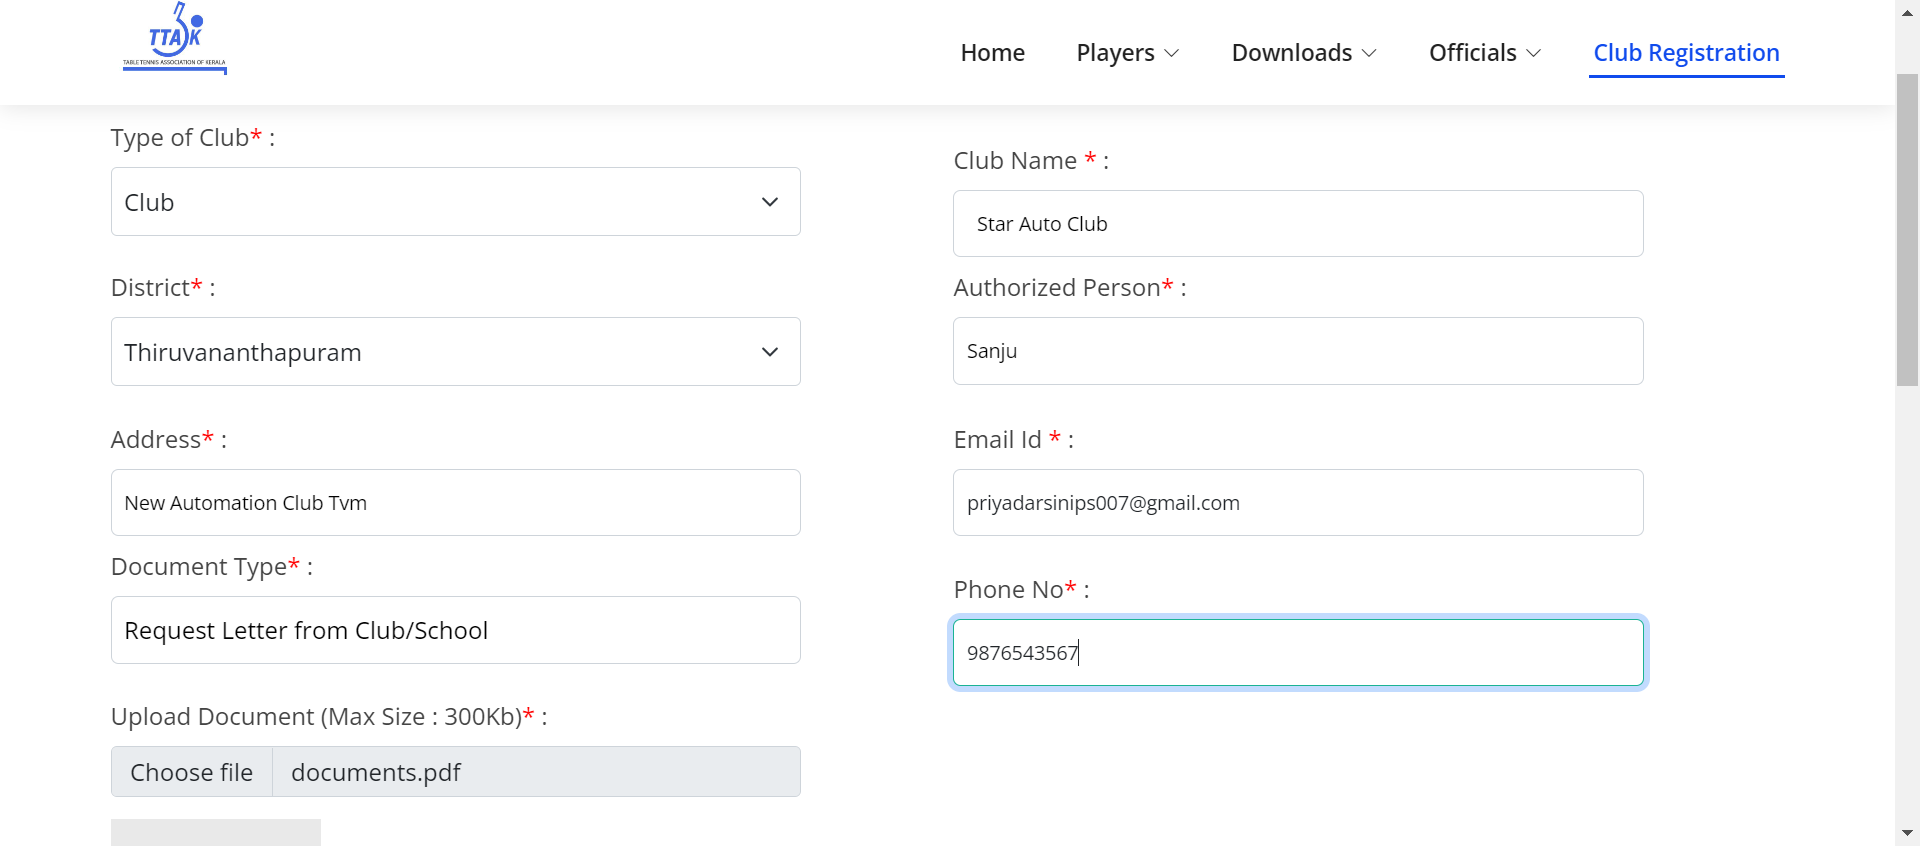 TTASK
TABLE TENNIS ASSOCIATION OF KERALA
Home
Players
Downloads
Officials
Club Registration
Type of Club* :
Club
Club Name * :
Star Auto Club
District* :
Thiruvananthapuram
Authorized Person* :
Sanju
Address* :
New Automation Club Tvm
Email Id * :
priyadarsinips007@gmail.com
Document Type* :
Request Letter from Club/School
Phone No* :
9876543567
Upload Document (Max Size : 300Kb)* :
Choose file documents.pdf